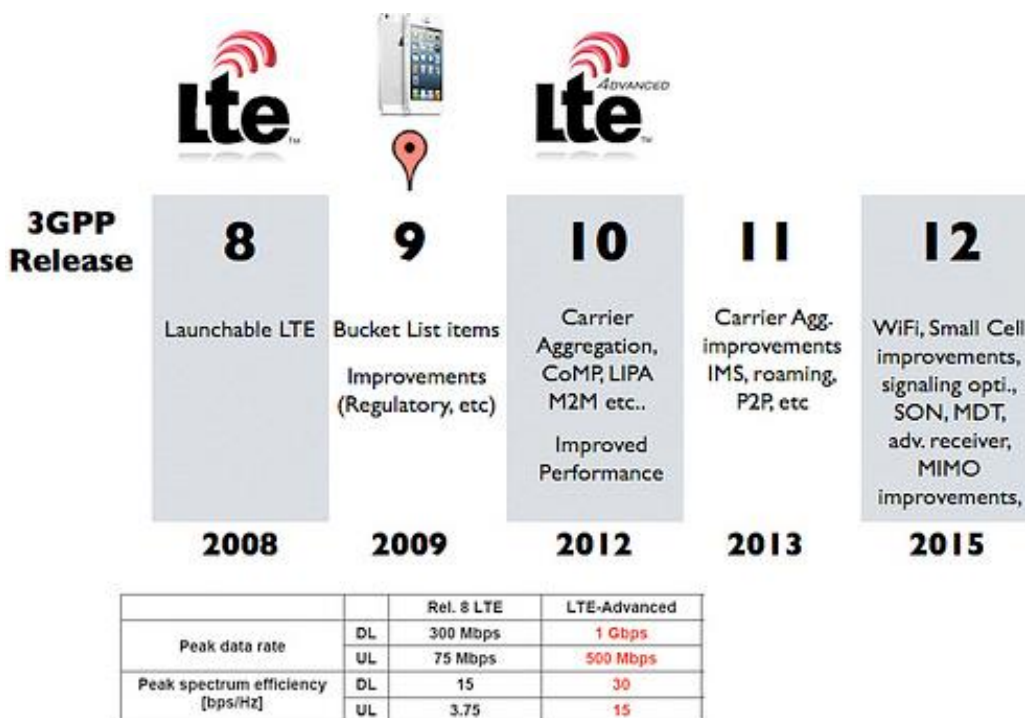 Lte™
Lte ADVANCED™
3GPP
Release
8
9
10
11
12
Launchable LTE
Bucket List items
Improvements
(Regulatory, etc)
Carrier
Aggregation,
CoMP, LIPA
M2M etc..
Improved
Performance
Carrier Agg.
improvements
IMS, roaming,
P2P, etc
WiFi, Small Cell
improvements,
signaling opti.,
SON, MDT,
adv. receiver,
MIMO
improvements,
2008
2009
2012
2013
2015
Rel. 8 LTE LTE-Advanced
Peak data rate DL 300 Mbps 1 Gbps
UL 75 Mbps 500 Mbps
Peak spectrum efficiency
[bps/Hz] DL 15 30
UL 3.75 15